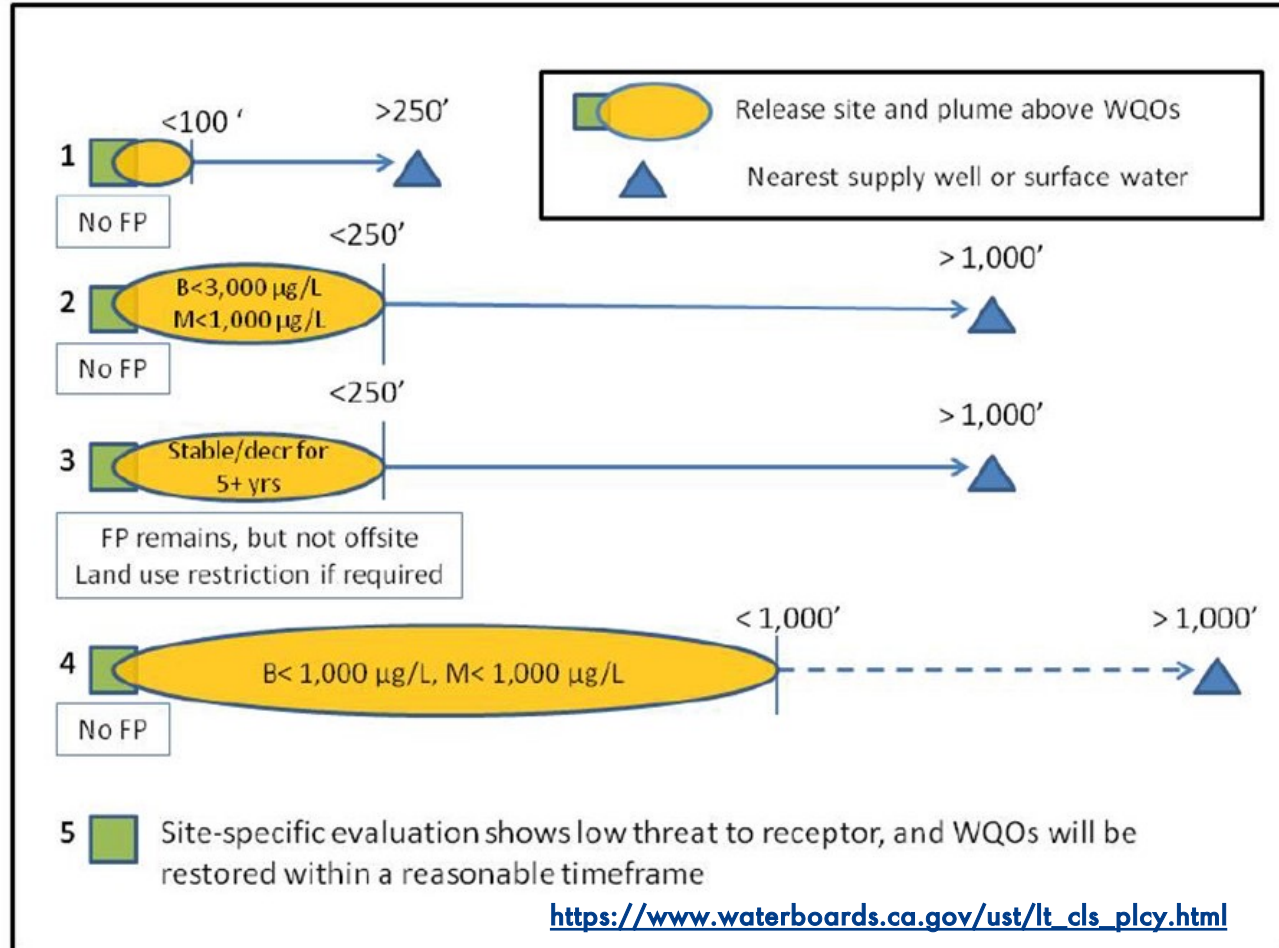 <100 ‘
>250’
Release site and plume above WQOs
1
Nearest supply well or surface water
No FP
<250’
> 1,000’
B<3,000 µg/L
2
M<1,000 µg/L
No FP
<250’
> 1,000’
Stable/decr for
3
5+ yrs
FP remains, but not offsite
Land use restriction if required
< 1,000’
> 1,000’
4
B< 1,000 µg/L, M< 1,000 µg/L
No FP
5 Site-specific evaluation shows low threat to receptor, and WQOs will be
restored within a reasonable timeframe
https://www.waterboards.ca.gov/ust/lt_cls_plcy.html